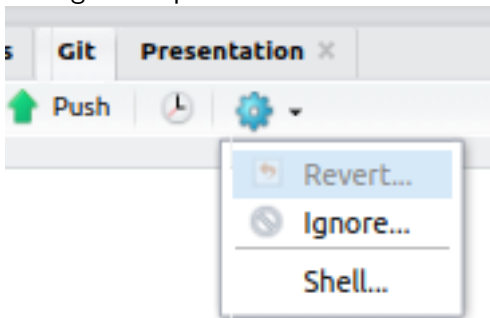 s Git Presentation
Push
Revert...
Ignore...
Shell...